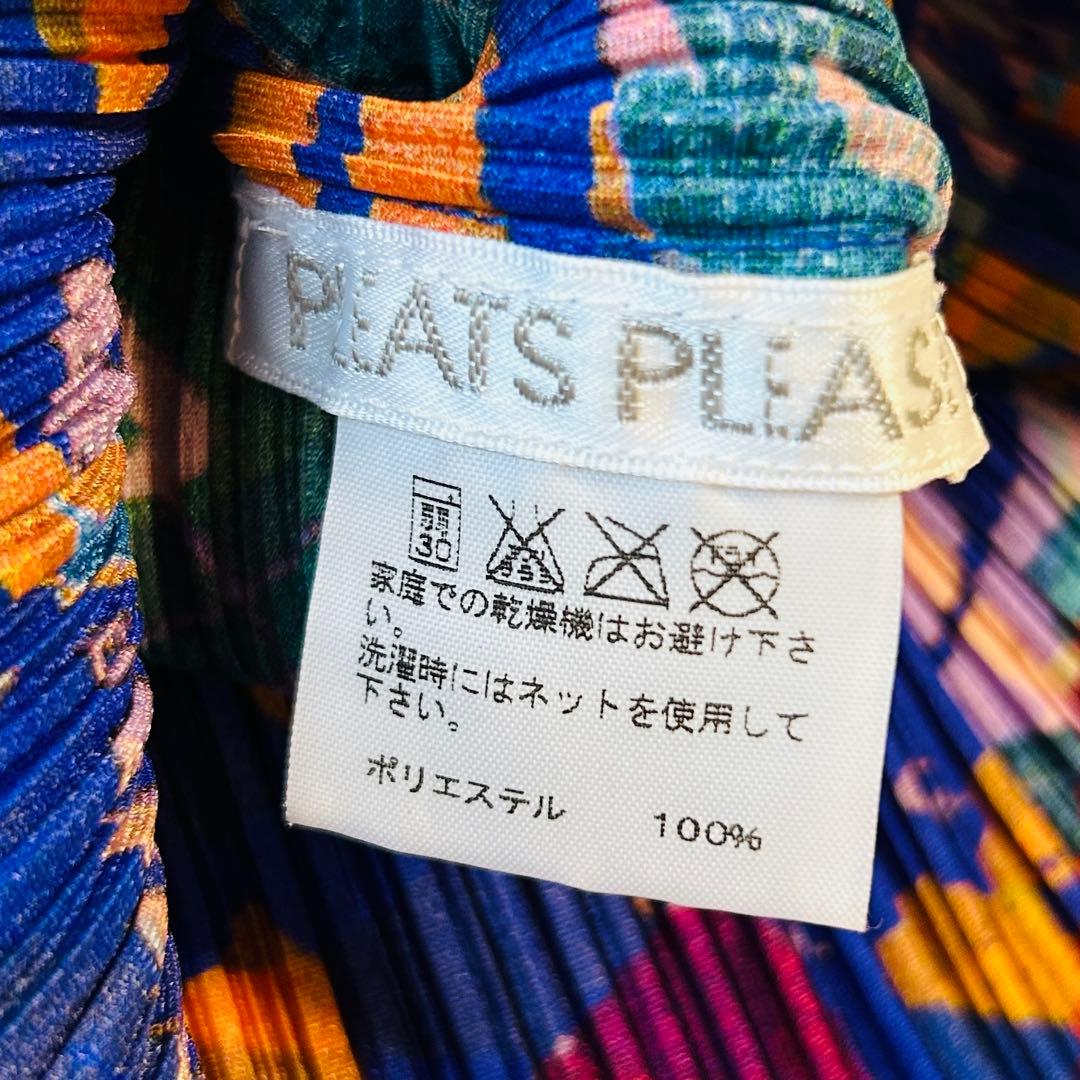 PLEATS PLEAS
30
家庭での乾燥機はお避け下さ
い。
洗濯時にはネットを使用して
下さい。
ポリエステル 100%